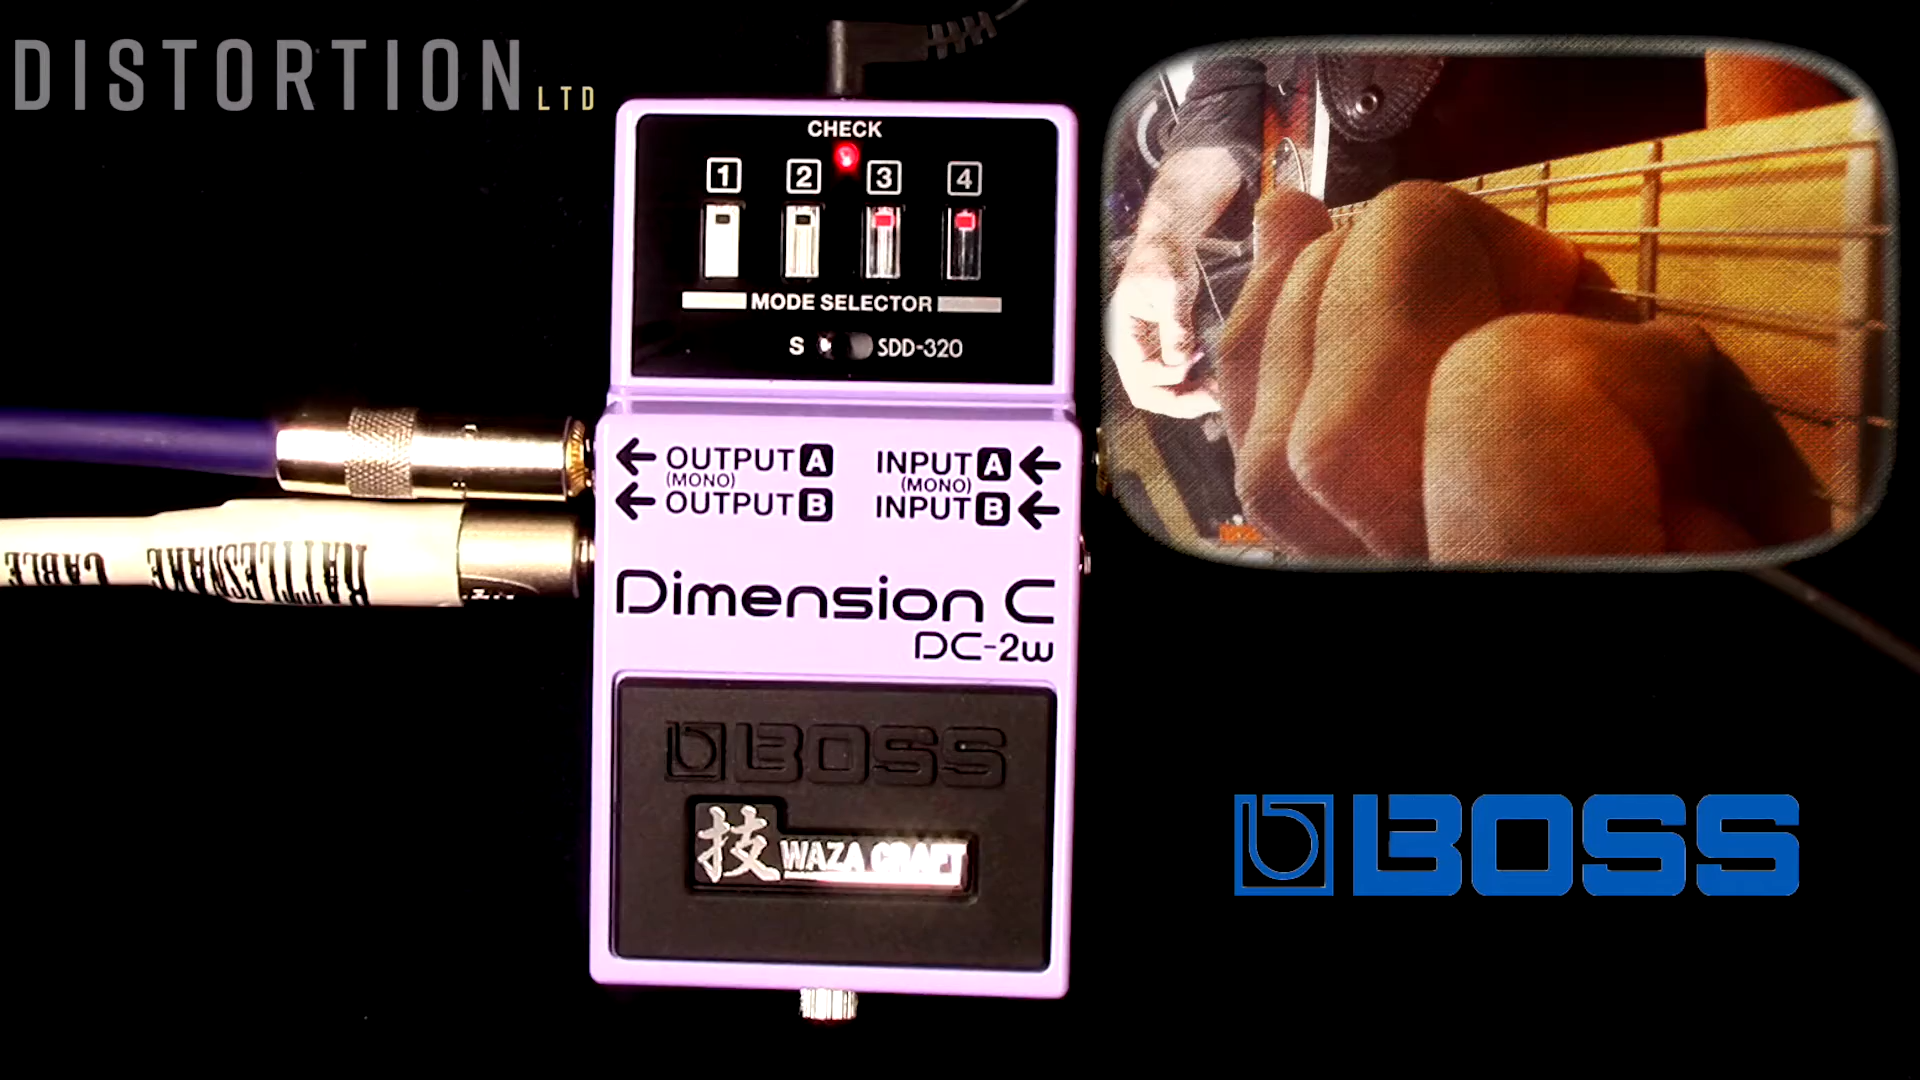 DISTORTION LTD
CHECK
1 2 3 4
MODE SELECTOR
S SDD-320
OUTPUT A INPUT A
(MONO) (MONO)
OUTPUT B INPUT B
RATTLESNAKE
CABLE
Dimension C
DC-2w
BOSS
技 WAZA CRAFT
BOSS